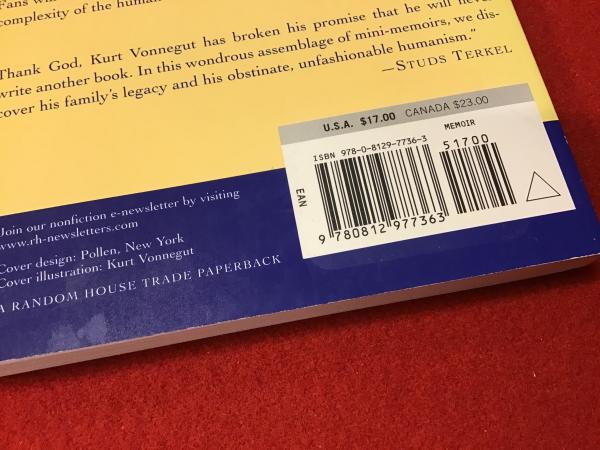 Fans wi
complexity of the human
Thank God, Kurt Vonnegut has broken his promise that he will never
write another book. In this wondrous assemblage of mini-memoirs, we dis-
cover his family's legacy and his obstinate, unfashionable humanism.”
—STUDS TERKEL
U.S.A. $17.00 CANADA $23.00
ISBN 978-0-8129-7736-3
MEMOIR
51700
EAN
9 780812 977363
Join our nonfiction e-newsletter by visiting
www.rh-newsletters.com
Cover design: Pollen, New York
Cover illustration: Kurt Vonnegut
A RANDOM HOUSE TRADE PAPERBACK